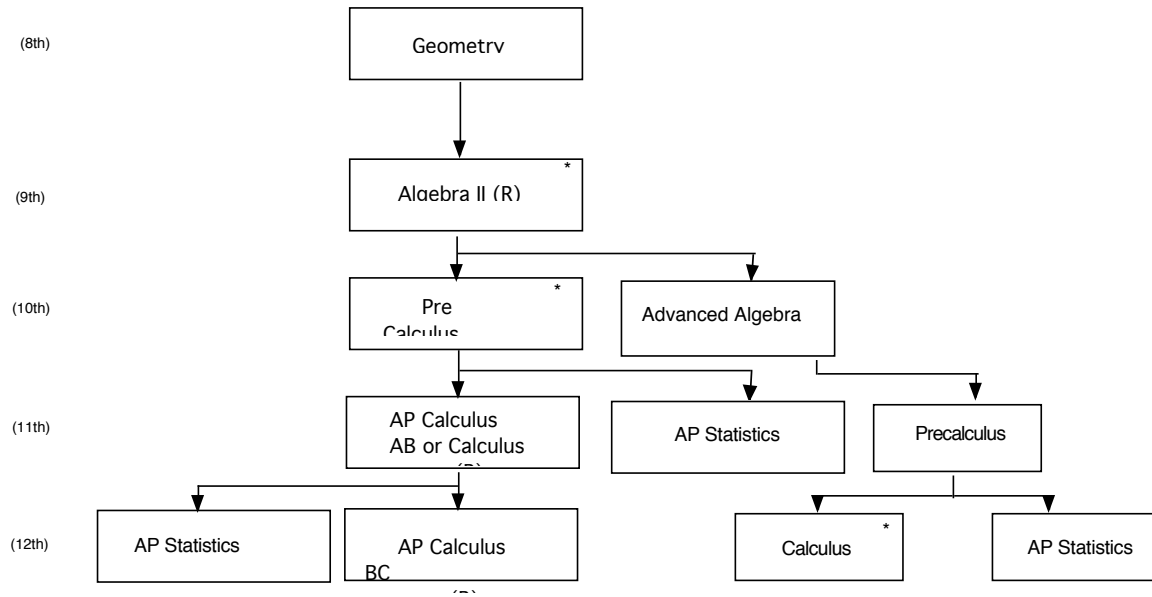 (8th)
Geometry
(9th)
*
Algebra II (R)
(10th)
*
Pre
Calculus
Advanced Algebra
(11th)
AP Calculus
AB or Calculus
AP Statistics
Precalculus
(12th)
AP Statistics
AP Calculus
BC
*
Calculus
AP Statistics